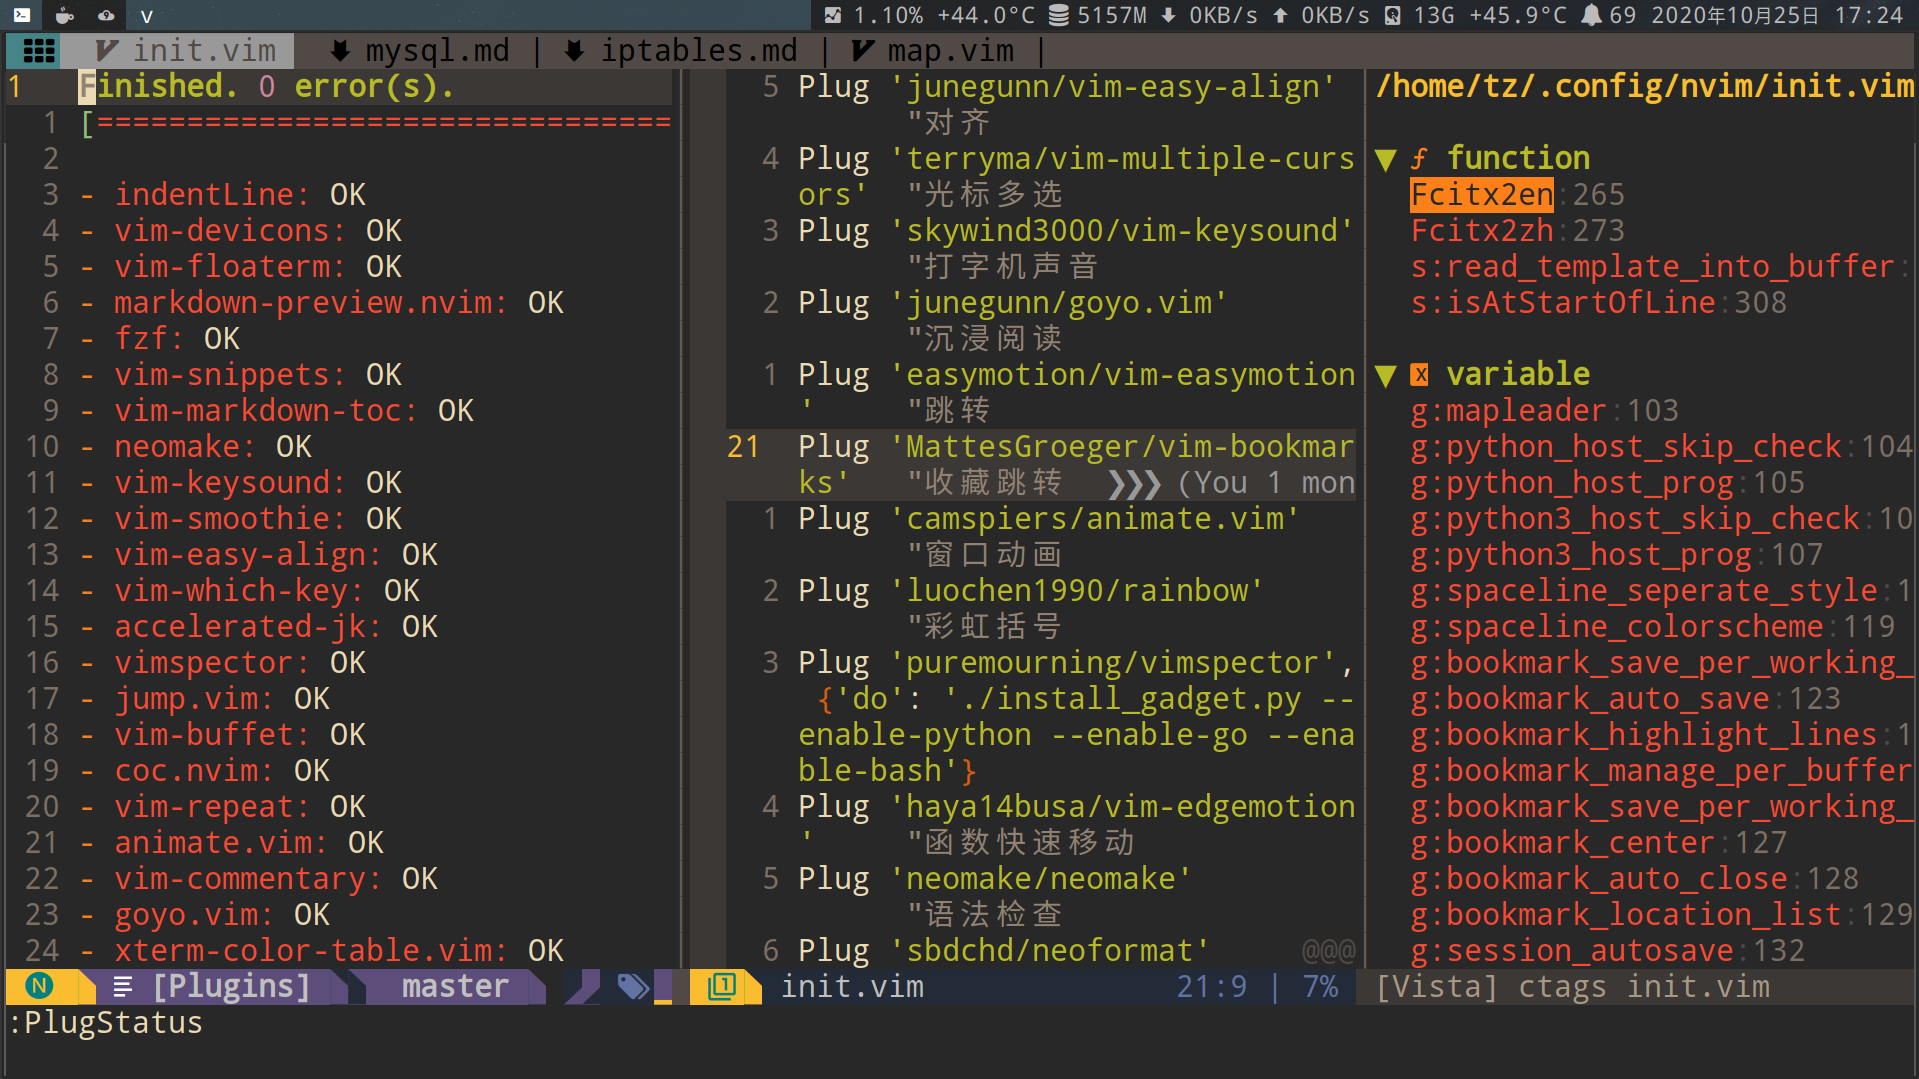 v 1.10% +44.0°C 5157M 0KB/s 0KB/s 13G +45.9°C 69 2020年10月25日 17:24
init.vim mysql.md | iptables.md | map.vim |
1 Finished. 0 error(s).
1 [================================
2
3 - indentLine: OK
4 - vim-devicons: OK
5 - vim-floaterm: OK
6 - markdown-preview.nvim: OK
7 - fzf: OK
8 - vim-snippets: OK
9 - vim-markdown-toc: OK
10 - neomake: OK
11 - vim-keysound: OK
12 - vim-smoothie: OK
13 - vim-easy-align: OK
14 - vim-which-key: OK
15 - accelerated-jk: OK
16 - vimspector: OK
17 - jump.vim: OK
18 - vim-buffet: OK
19 - coc.nvim: OK
20 - vim-repeat: OK
21 - animate.vim: OK
22 - vim-commentary: OK
23 - goyo.vim: OK
24 - xterm-color-table.vim: OK
5 Plug 'junegunn/vim-easy-align'
"对齐
4 Plug 'terryma/vim-multiple-curs
ors' "光标多选
3 Plug 'skywind3000/vim-keysound'
"打字机声音
2 Plug 'junegunn/goyo.vim'
"沉浸阅读
1 Plug 'easymotion/vim-easymotion
' "跳转
21 Plug 'MattesGroeger/vim-bookmar
ks' "收藏跳转 ❯❯❯ (You 1 mon
1 Plug 'camspiers/animate.vim'
"窗口动画
2 Plug 'luochen1990/rainbow'
"彩虹括号
3 Plug 'puremourning/vimspector',
{'do': './install_gadget.py --
enable-python --enable-go --ena
ble-bash'}
4 Plug 'haya14busa/vim-edgemotion
' "函数快速移动
5 Plug 'neomake/neomake'
"语法检查
6 Plug 'sbdchd/neoformat' @@@
/home/tz/.config/nvim/init.vim
▼ ƒ function
Fcitx2en:265
Fcitx2zh:273
s:read_template_into_buffer:
s:isAtStartOfLine:308
▼ x variable
g:mapleader:103
g:python_host_skip_check:104
g:python_host_prog:105
g:python3_host_skip_check:10
g:python3_host_prog:107
g:spaceline_seperate_style:1
g:spaceline_colorscheme:119
g:bookmark_save_per_working_
g:bookmark_auto_save:123
g:bookmark_highlight_lines:1
g:bookmark_manage_per_buffer
g:bookmark_save_per_working_
g:bookmark_center:127
g:bookmark_auto_close:128
g:bookmark_location_list:129
g:session_autosave:132
N [Plugins] master 1 init.vim 21:9 | 7% [Vista] ctags init.vim
:PlugStatus